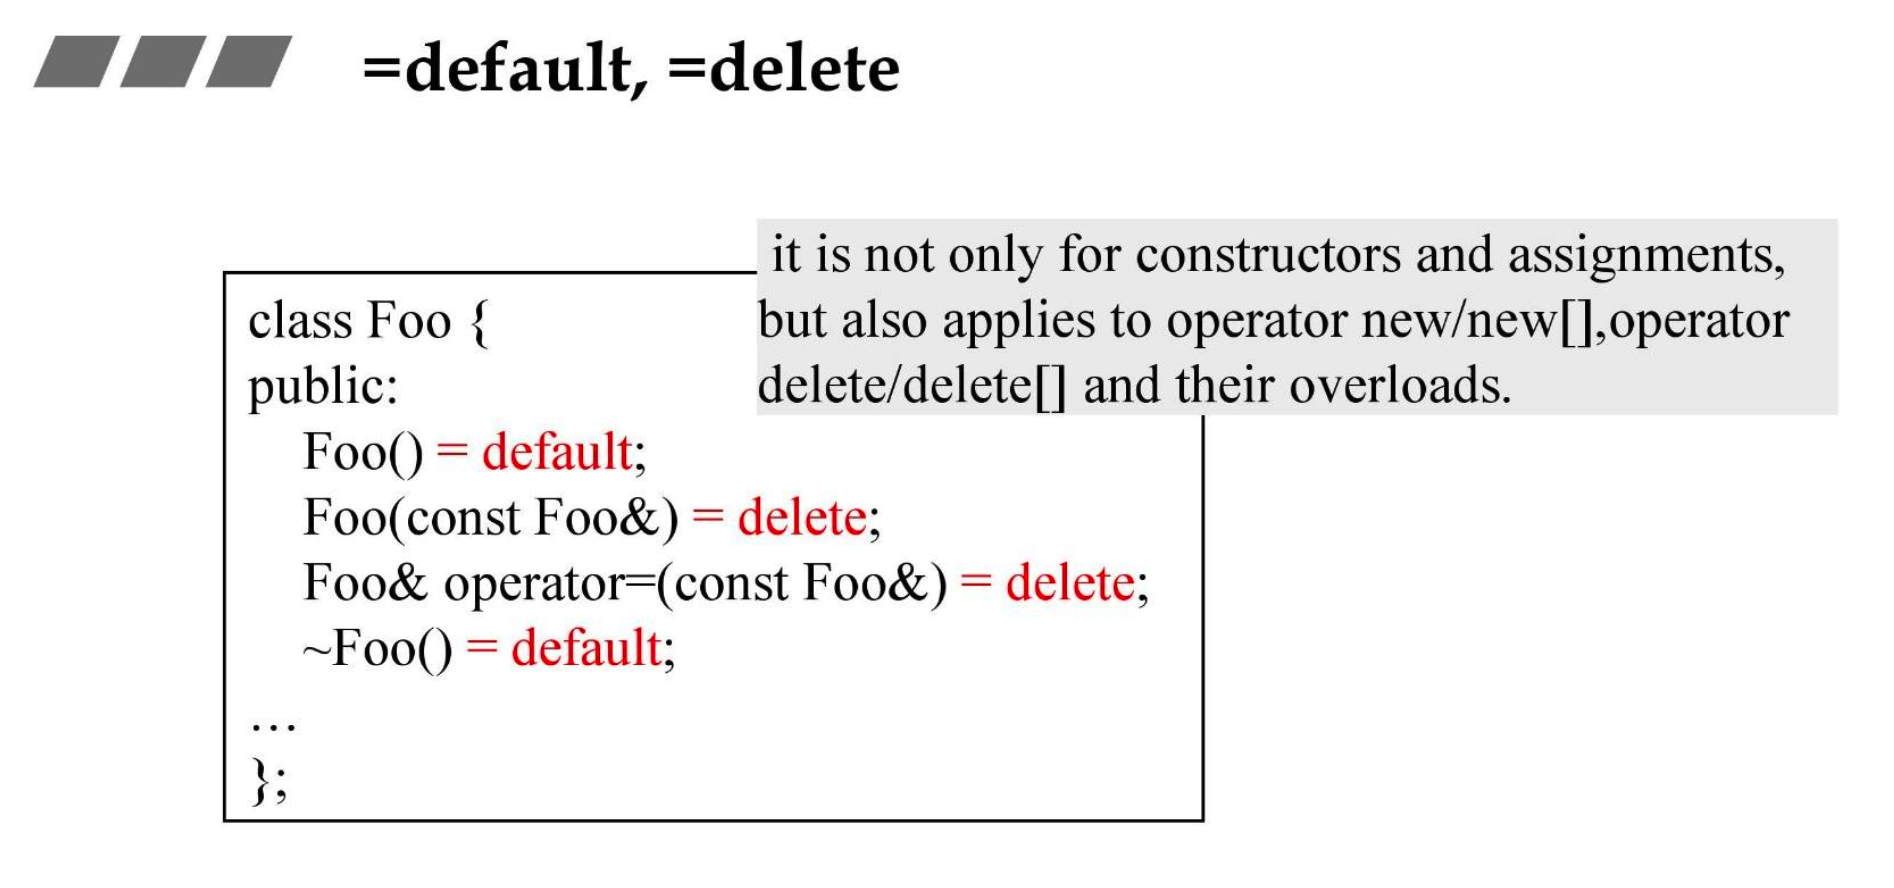 =default, =delete
it is not only for constructors and assignments,
but also applies to operator new/new[],operator
delete/delete[] and their overloads.
class Foo {
public:
Foo() = default;
Foo(const Foo&) = delete;
Foo& operator=(const Foo&) = delete;
~Foo() = default;
…
};